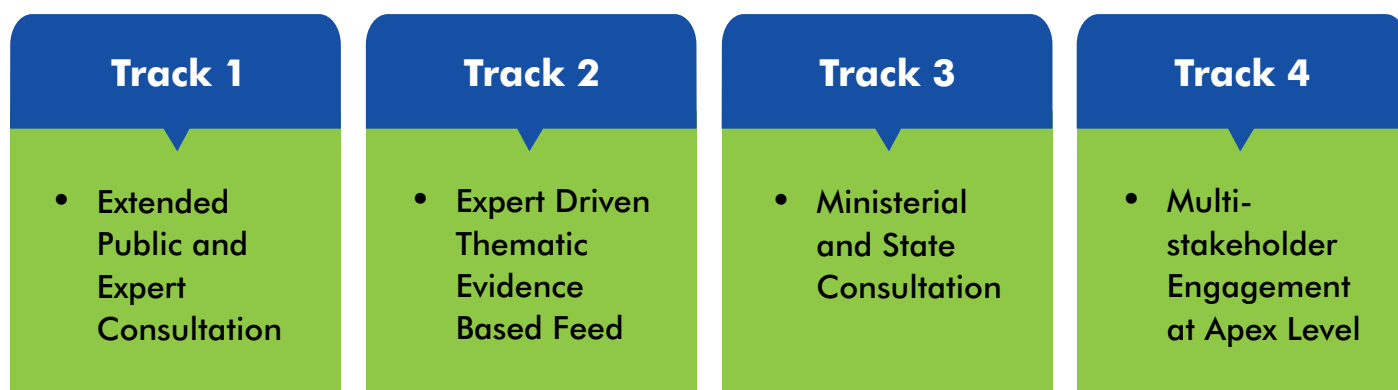 Track 1
• Extended
Public and
Expert
Consultation
Track 2
• Expert Driven
Thematic
Evidence
Based Feed
Track 3
• Ministerial
and State
Consultation
Track 4
• Multi-
stakeholder
Engagement
at Apex Level